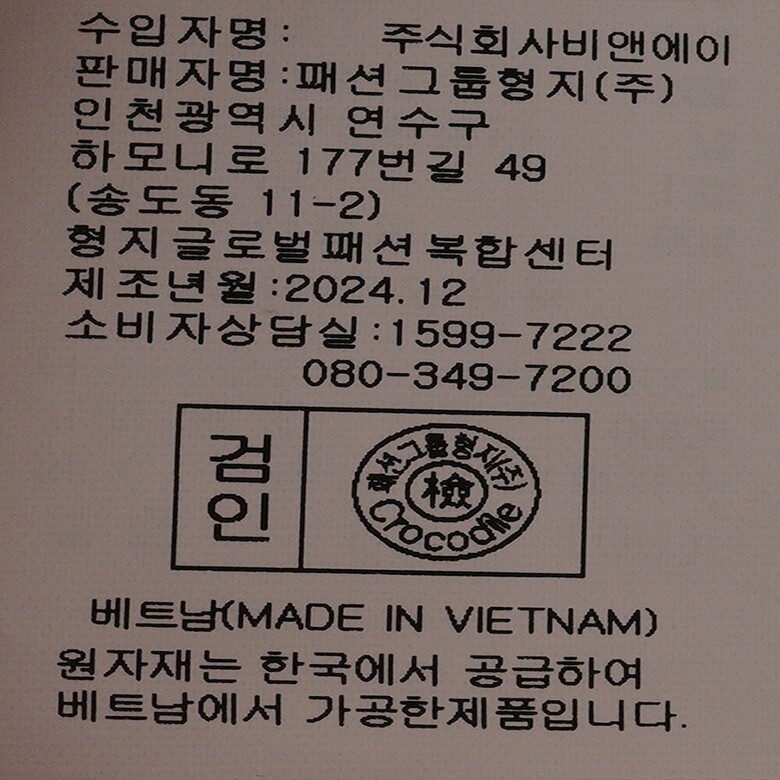 수입자명: 주식회사비앤에이
판매자명:패션그룹형지(주)
인천광역시 연수구
하모니로 177번길 49
(송도동 11-2)
형지글로벌패션복합센터
제조년월:2024.12
소비자상담실:1599-7222
080-349-7200
검인
패션그룹형지(주)
檢
Crocodile
베트남(MADE IN VIETNAM)
원자재는 한국에서 공급하여
베트남에서 가공한제품입니다.